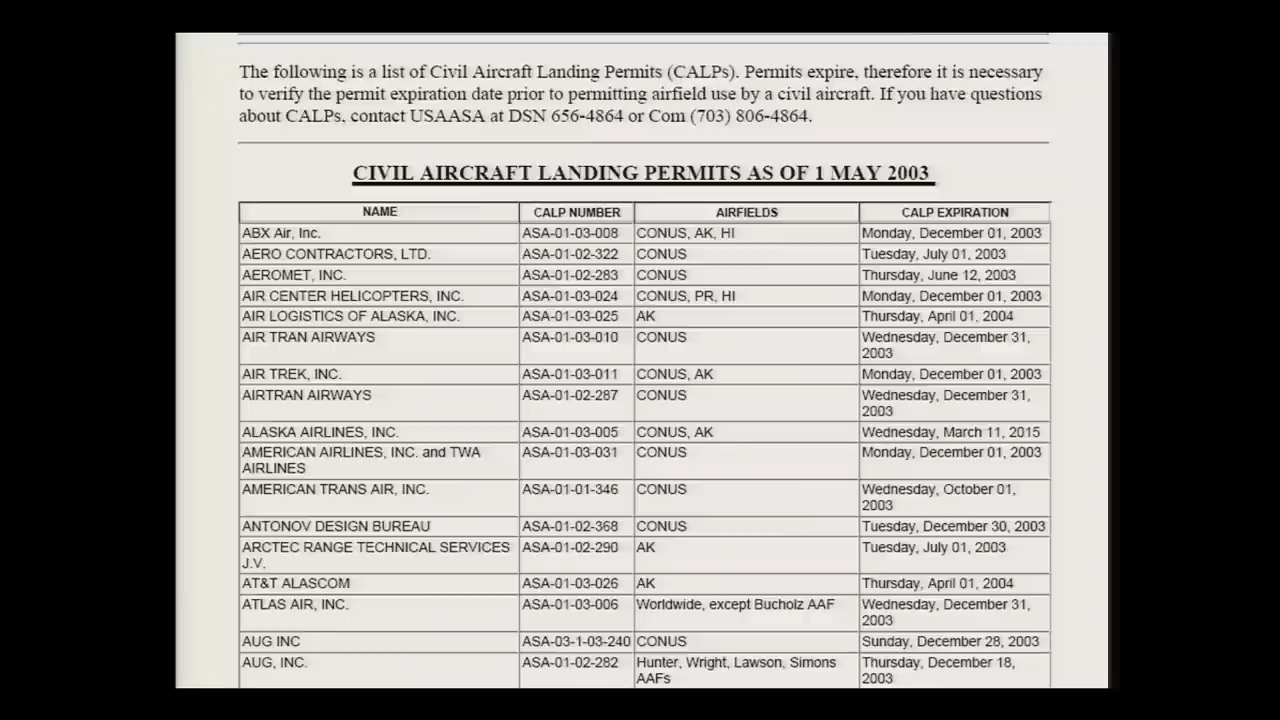 The following is a list of Civil Aircraft Landing Permits (CALPs). Permits expire, therefore it is necessary
to verify the permit expiration date prior to permitting airfield use by a civil aircraft. If you have questions
about CALPs, contact USAASA at DSN 656-4864 or Com (703) 806-4864.
CIVIL AIRCRAFT LANDING PERMITS AS OF 1 MAY 2003
NAME CALP NUMBER AIRFIELDS CALP EXPIRATION
ABX Air, Inc. ASA-01-03-008 CONUS, AK, HI Monday, December 01, 2003
AERO CONTRACTORS, LTD. ASA-01-02-322 CONUS Tuesday, July 01, 2003
AEROMET, INC. ASA-01-02-283 CONUS Thursday, June 12, 2003
AIR CENTER HELICOPTERS, INC. ASA-01-03-024 CONUS, PR, HI Monday, December 01, 2003
AIR LOGISTICS OF ALASKA, INC. ASA-01-03-025 AK Thursday, April 01, 2004
AIR TRAN AIRWAYS ASA-01-03-010 CONUS Wednesday, December 31,
2003
AIR TREK, INC. ASA-01-03-011 CONUS, AK Monday, December 01, 2003
AIRTRAN AIRWAYS ASA-01-02-287 CONUS Wednesday, December 31,
2003
ALASKA AIRLINES, INC. ASA-01-03-005 CONUS, AK Wednesday, March 11, 2015
AMERICAN AIRLINES, INC. and TWA ASA-01-03-031 CONUS Monday, December 01, 2003
AIRLINES
AMERICAN TRANS AIR, INC. ASA-01-01-346 CONUS Wednesday, October 01,
2003
ANTONOV DESIGN BUREAU ASA-01-02-368 CONUS Tuesday, December 30, 2003
ARCTEC RANGE TECHNICAL SERVICES ASA-01-02-290 AK Tuesday, July 01, 2003
J.V.
AT&T ALASCOM ASA-01-03-026 AK Thursday, April 01, 2004
ATLAS AIR, INC. ASA-01-03-006 Worldwide, except Bucholz AAF Wednesday, December 31,
2003
AUG INC ASA-03-1-03-240 CONUS Sunday, December 28, 2003
AUG, INC. ASA-01-02-282 Hunter, Wright, Lawson, Simons Thursday, December 18,
AAFs 2003